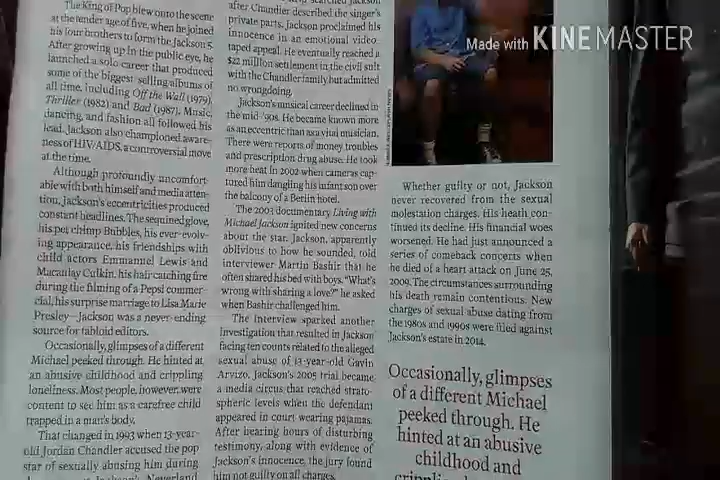 The King of Pop blew onto the scene
at the tender age of five, when he joined
his four brothers to form the Jackson 5.
After growing up in the public eye, he
launched a solo career that produced
some of the biggest selling albums of
all time, including Off the Wall (1979),
Thriller (1982) and Bad (1987). Music,
dancing, and fashion all followed his
lead. Jackson also championed aware-
ness of HIV/AIDS, a controversial move
at the time.
Although profoundly uncomfort-
able with both himself and media atten-
tion, Jackson's eccentricities produced
constant headlines. The sequined glove,
his pet chimp Bubbles, his ever-evolv-
ing appearance, his friendships with
child actors Emmanuel Lewis and
Macaulay Culkin, his hair catching fire
during the filming of a Pepsi commer-
cial, his surprise marriage to Lisa Marie
Presley—Jackson was a never-ending
source for tabloid editors.
Occasionally, glimpses of a different
Michael peeked through. He hinted at
an abusive childhood and crippling
loneliness. Most people, however, were
content to see him as a carefree child
trapped in a man's body.
That changed in 1993 when 13-year-
old Jordan Chandler accused the pop
star of sexually abusing him during
Neverland
searched Jackson
after Chandler described the singer's
private parts. Jackson proclaimed his
innocence in an emotional video-
taped appeal. He eventually reached a
$22 million settlement in the civil suit
with the Chandler family but admitted
no wrongdoing.
Jackson's musical career declined in
the mid-'90s. He became known more
as an eccentric than a vital musician.
There were reports of money troubles
and prescription drug abuse. He took
more heat in 2002 when cameras cap-
tured him dangling his infant son over
the balcony of a Berlin hotel.
The 2003 documentary Living with
Michael Jackson ignited new concerns
about the star. Jackson, apparently
oblivious to how he sounded, told
interviewer Martin Bashir that he
often shared his bed with boys. "What's
wrong with sharing a love?" he asked
when Bashir challenged him.
The interview sparked another
investigation that resulted in Jackson
facing ten counts related to the alleged
sexual abuse of 13-year-old Gavin
Arvizo. Jackson's 2005 trial became
a media circus that reached strato-
spheric levels when the defendant
appeared in court wearing pajamas.
After hearing hours of disturbing
testimony, along with evidence of
Jackson's innocence, the jury found
him not guilty on all charges.
Made with KINEMASTER
Whether guilty or not, Jackson
never recovered from the sexual
molestation charges. His heath con-
tinued its decline. His financial woes
worsened. He had just announced a
series of comeback concerts when
he died of a heart attack on June 25,
2009. The circumstances surrounding
his death remain contentious. New
charges of sexual abuse dating from
the 1980s and 1990s were filed against
Jackson's estate in 2014.
Occasionally, glimpses
of a different Michael
peeked through. He
hinted at an abusive
childhood and